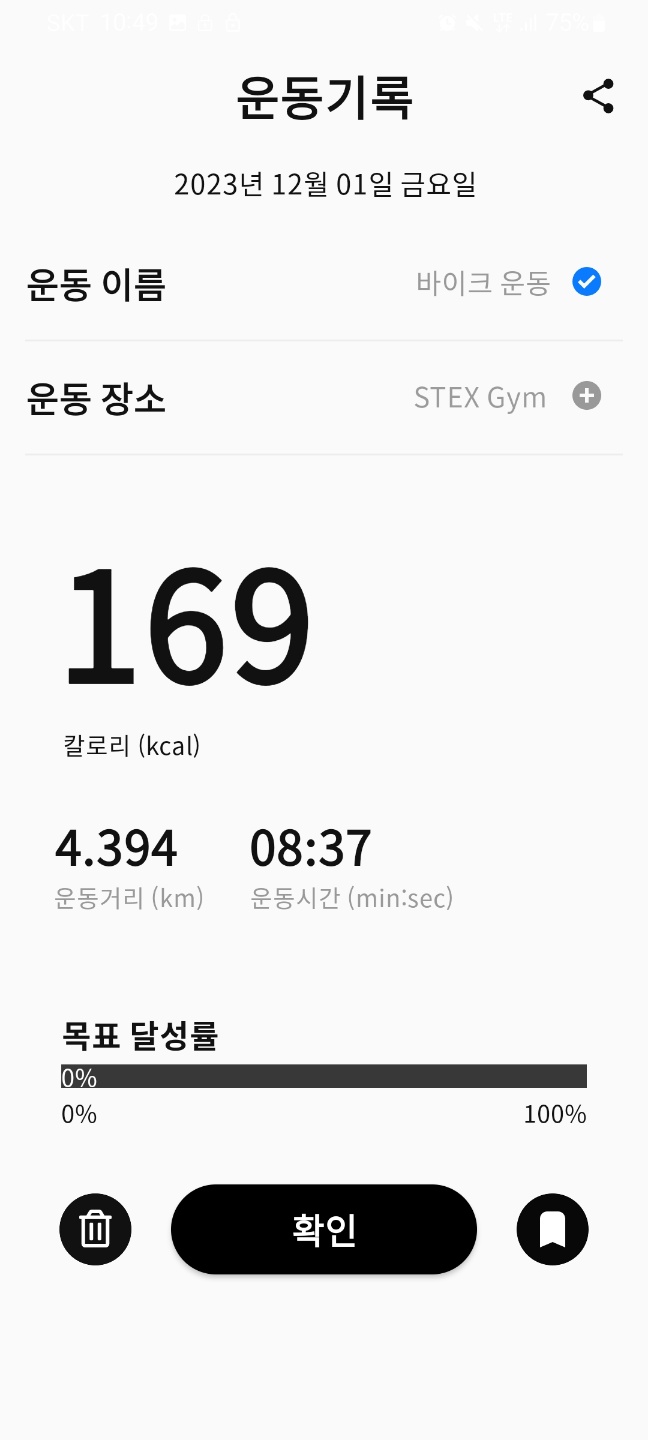 SKT 10:49 75%
운동기록
2023년 12월 01일 금요일
운동 이름 바이크 운동
운동 장소 STEX Gym
169
칼로리 (kcal)
4.394 08:37
운동거리 (km) 운동시간 (min:sec)
목표 달성률
0%
0% 100%
확인